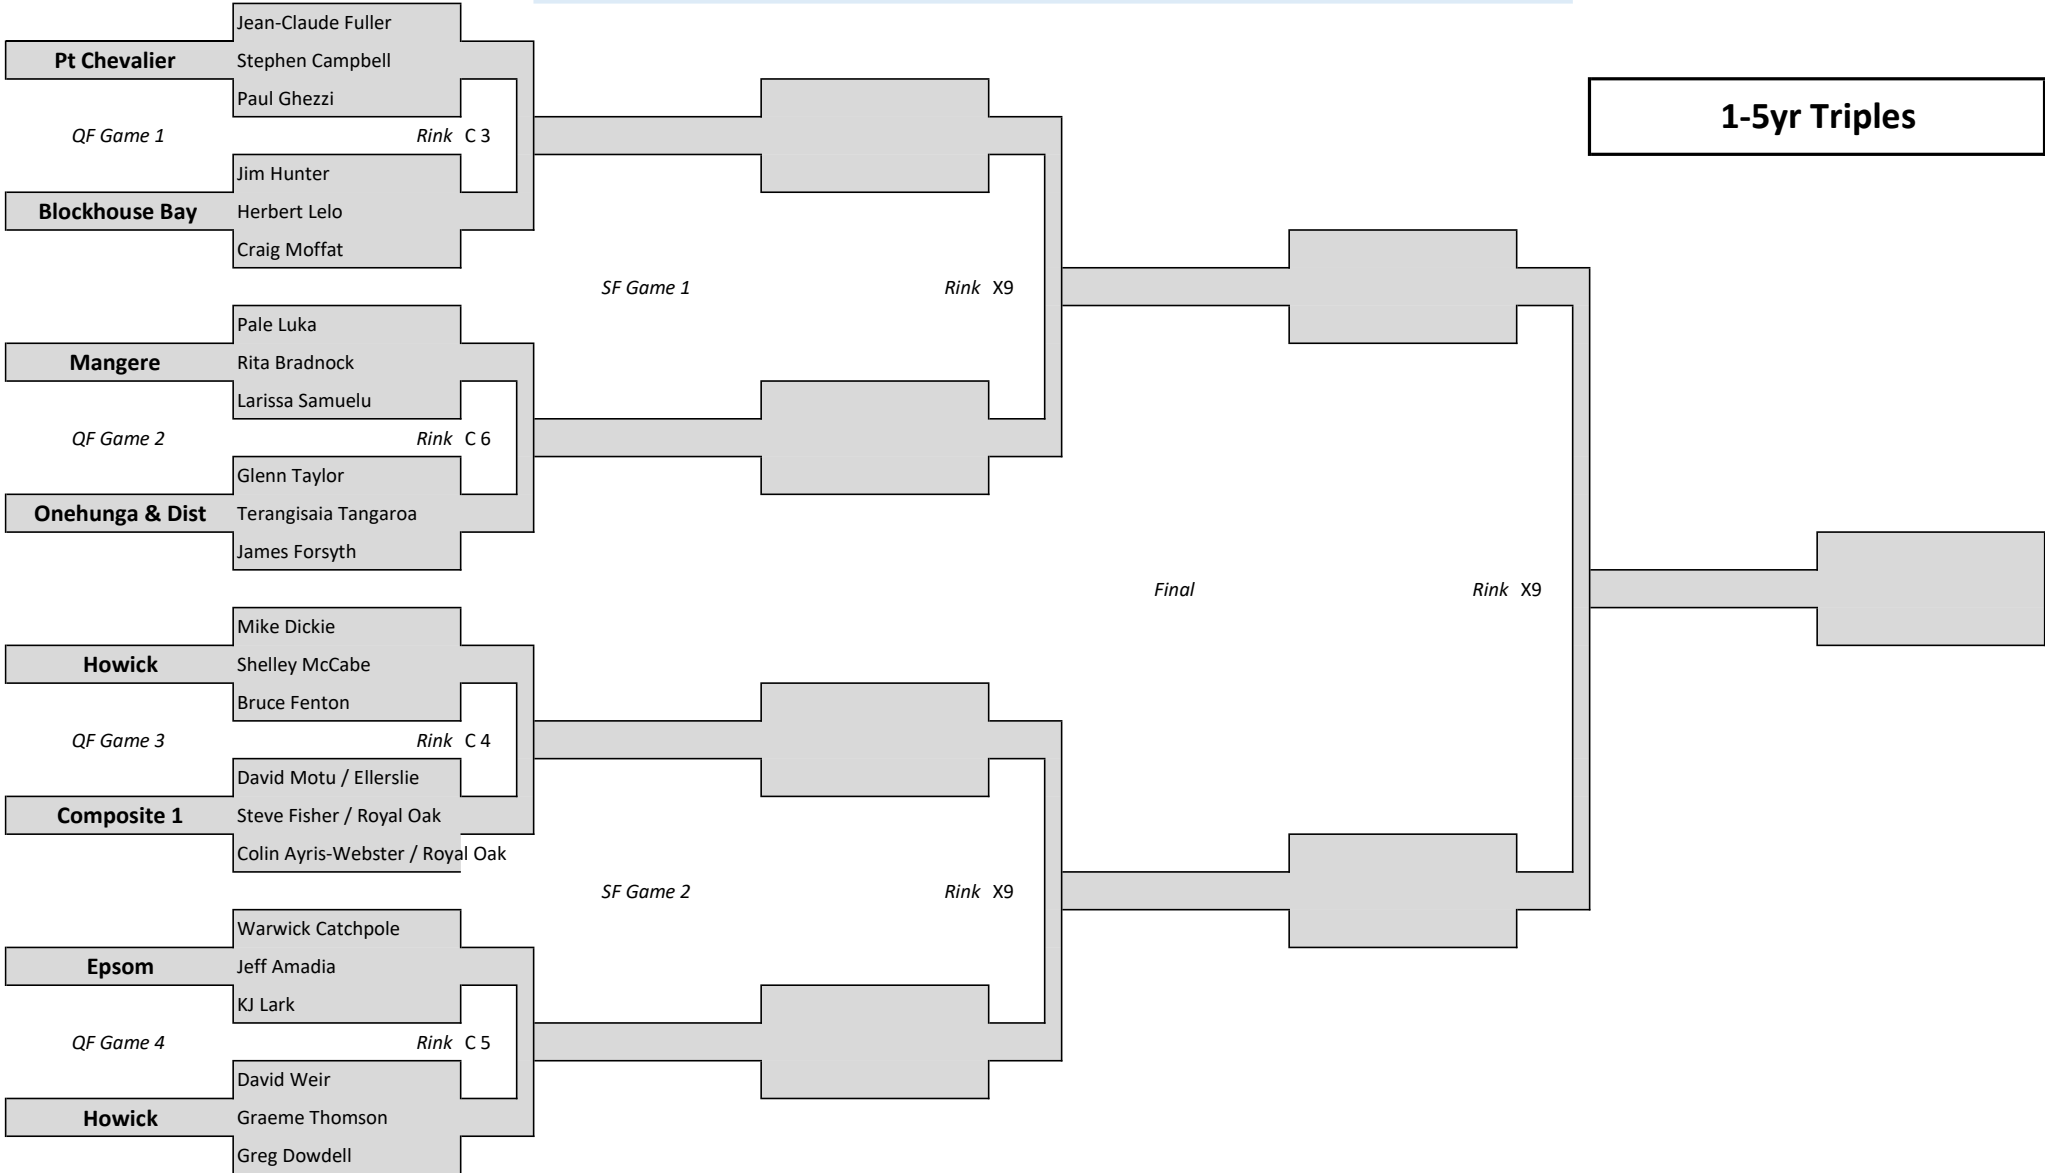 Jean-Claude Fuller
Pt Chevalier Stephen Campbell
Paul Ghezzi
1-5yr Triples
QF Game 1 Rink C 3
Jim Hunter
Blockhouse Bay Herbert Lelo
Craig Moffat
SF Game 1 Rink X9
Pale Luka
Mangere Rita Bradnock
Larissa Samuelu
QF Game 2 Rink C 6
Glenn Taylor
Onehunga & Dist Terangisaia Tangaroa
James Forsyth
Final Rink X9
Mike Dickie
Howick Shelley McCabe
Bruce Fenton
QF Game 3 Rink C 4
David Motu / Ellerslie
Composite 1 Steve Fisher / Royal Oak
Colin Ayris-Webster / Royal Oak
SF Game 2 Rink X9
Warwick Catchpole
Epsom Jeff Amadia
KJ Lark
QF Game 4 Rink C 5
David Weir
Howick Graeme Thomson
Greg Dowdell